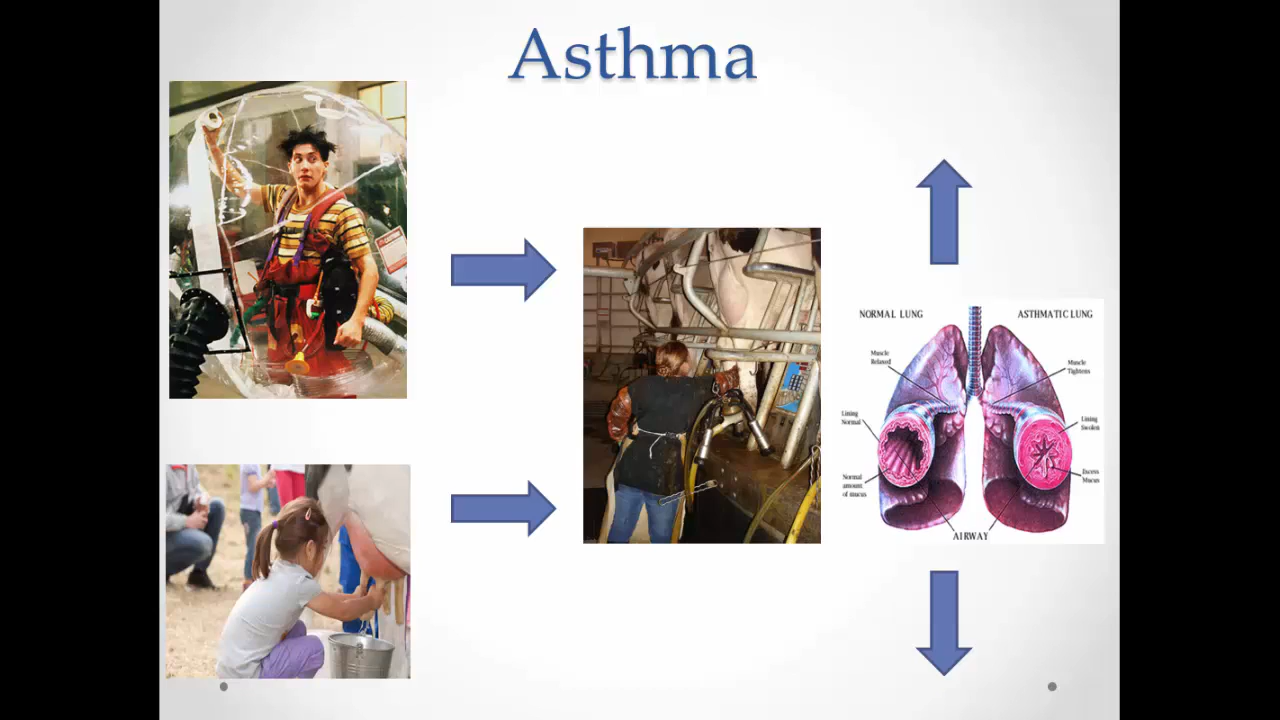 Asthma
NORMAL LUNG
ASTHMATIC LUNG
Muscle
Relaxed
Muscle
Tightens
Lining
Normal
Lining
Swolen
Normal
amount
of mucus
Excess
Mucus
AIRWAY